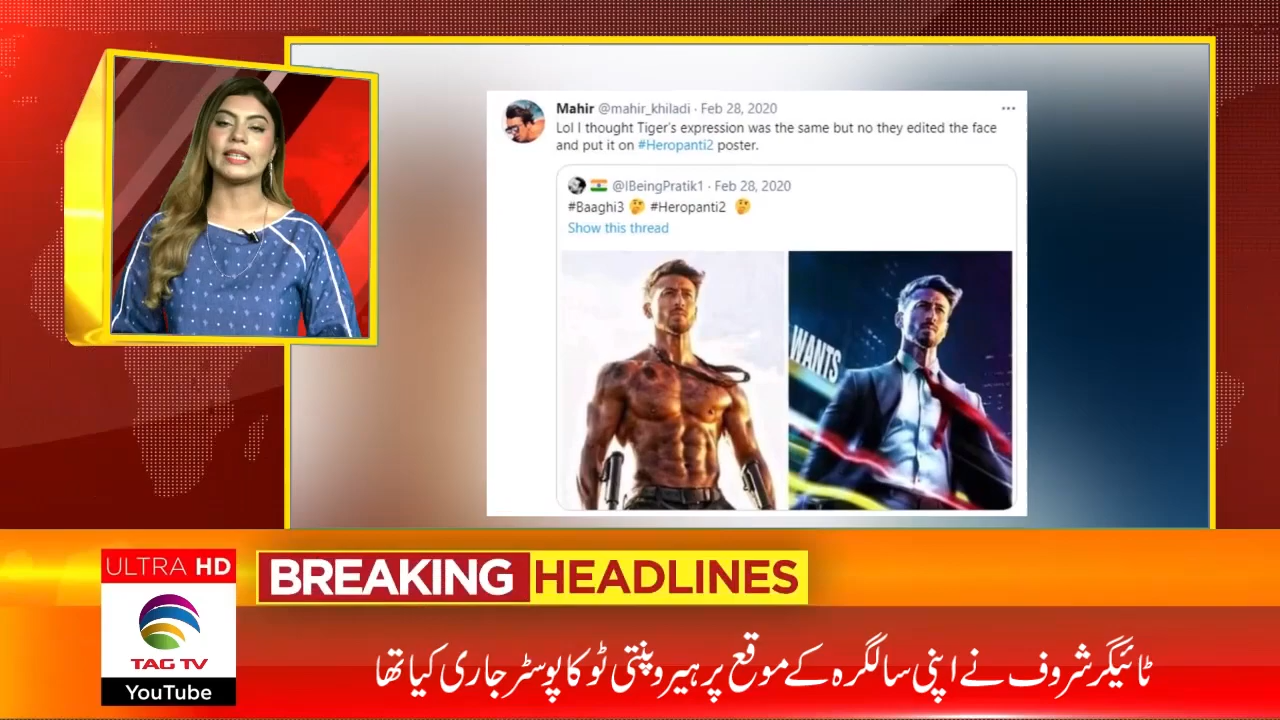 Mahir @mahir_khiladi · Feb 28, 2020
Lol I thought Tiger's expression was the same but no they edited the face
and put it on #Heropanti2 poster.
@IBeingPratik1 · Feb 28, 2020
#Baaghi3 🤔 #Heropanti2 🤔
Show this thread
WANTS
ULTRA HD
TAG TV
YouTube
BREAKING HEADLINES
ٹائیگر شروف نے اپنی سالگرہ کے موقع پر ہیرو پنتی ٹو کا پوسٹر جاری کیا تھا